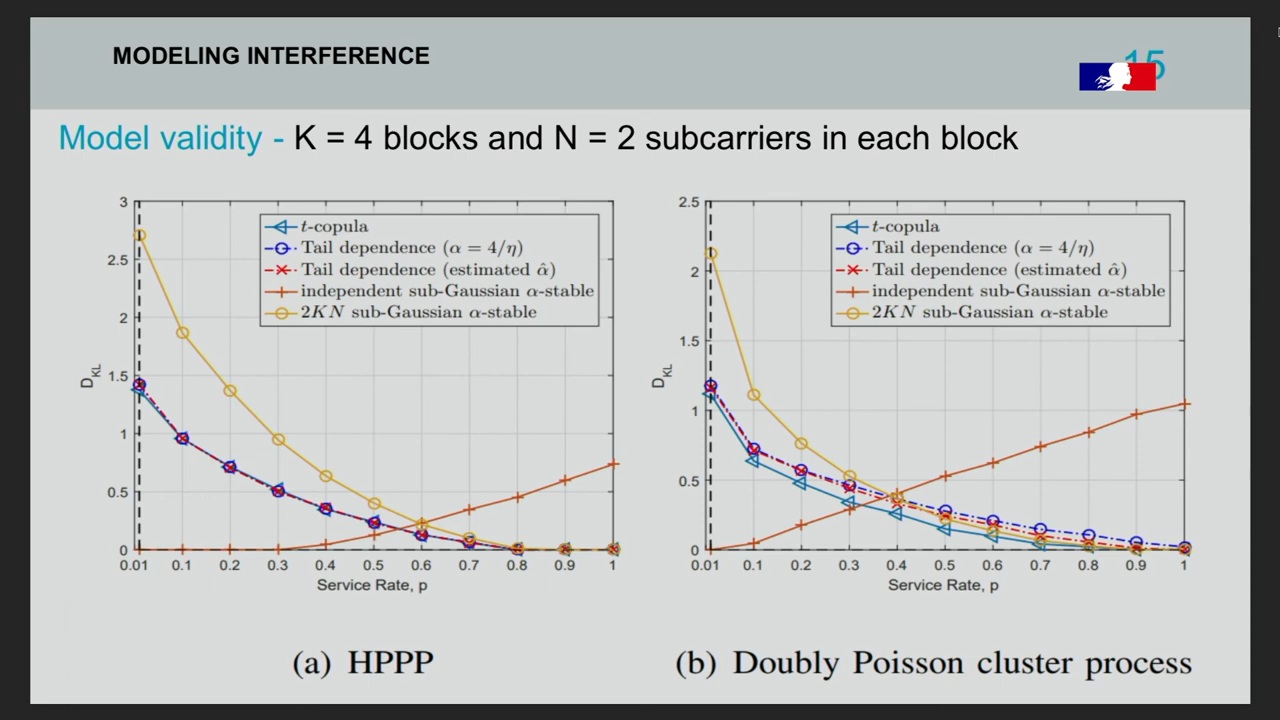 MODELING INTERFERENCE
15
Model validity - K = 4 blocks and N = 2 subcarriers in each block
3
2.5
2
1.5
1
0.5
0
D_KL
0.01 0.1 0.2 0.3 0.4 0.5 0.6 0.7 0.8 0.9 1
Service Rate, p
t-copula
Tail dependence (α = 4/η)
Tail dependence (estimated α̂)
independent sub-Gaussian α-stable
2KN sub-Gaussian α-stable
(a) HPPP
2.5
2
1.5
1
0.5
0
D_KL
0.01 0.1 0.2 0.3 0.4 0.5 0.6 0.7 0.8 0.9 1
Service Rate, p
t-copula
Tail dependence (α = 4/η)
Tail dependence (estimated α̂)
independent sub-Gaussian α-stable
2KN sub-Gaussian α-stable
(b) Doubly Poisson cluster process